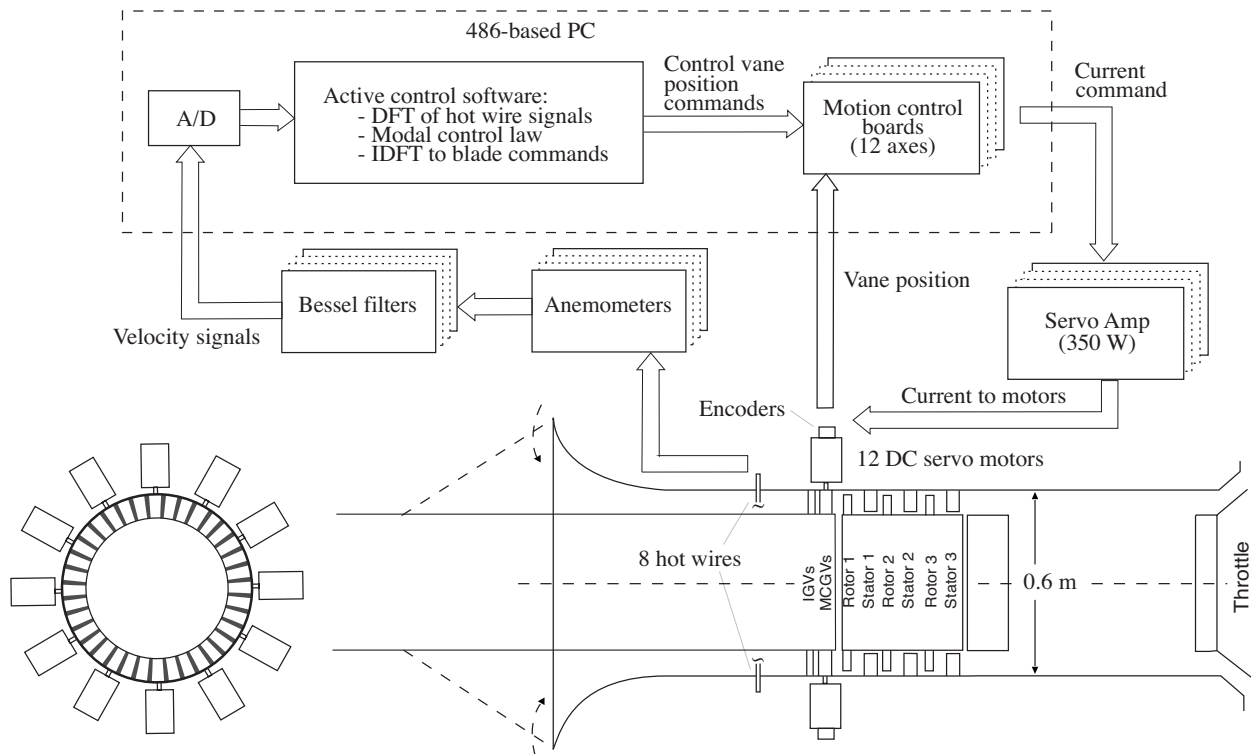 486-based PC
A/D
Active control software:
- DFT of hot wire signals
- Modal control law
- IDFT to blade commands
Control vane
position
commands
Motion control
boards
(12 axes)
Current
command
Bessel filters
Anemometers
Vane position
Servo Amp
(350 W)
Velocity signals
Current to motors
Encoders
12 DC servo motors
8 hot wires
IGVs
MCGVs
Rotor 1
Stator 1
Rotor 2
Stator 2
Rotor 3
Stator 3
0.6 m
Throttle